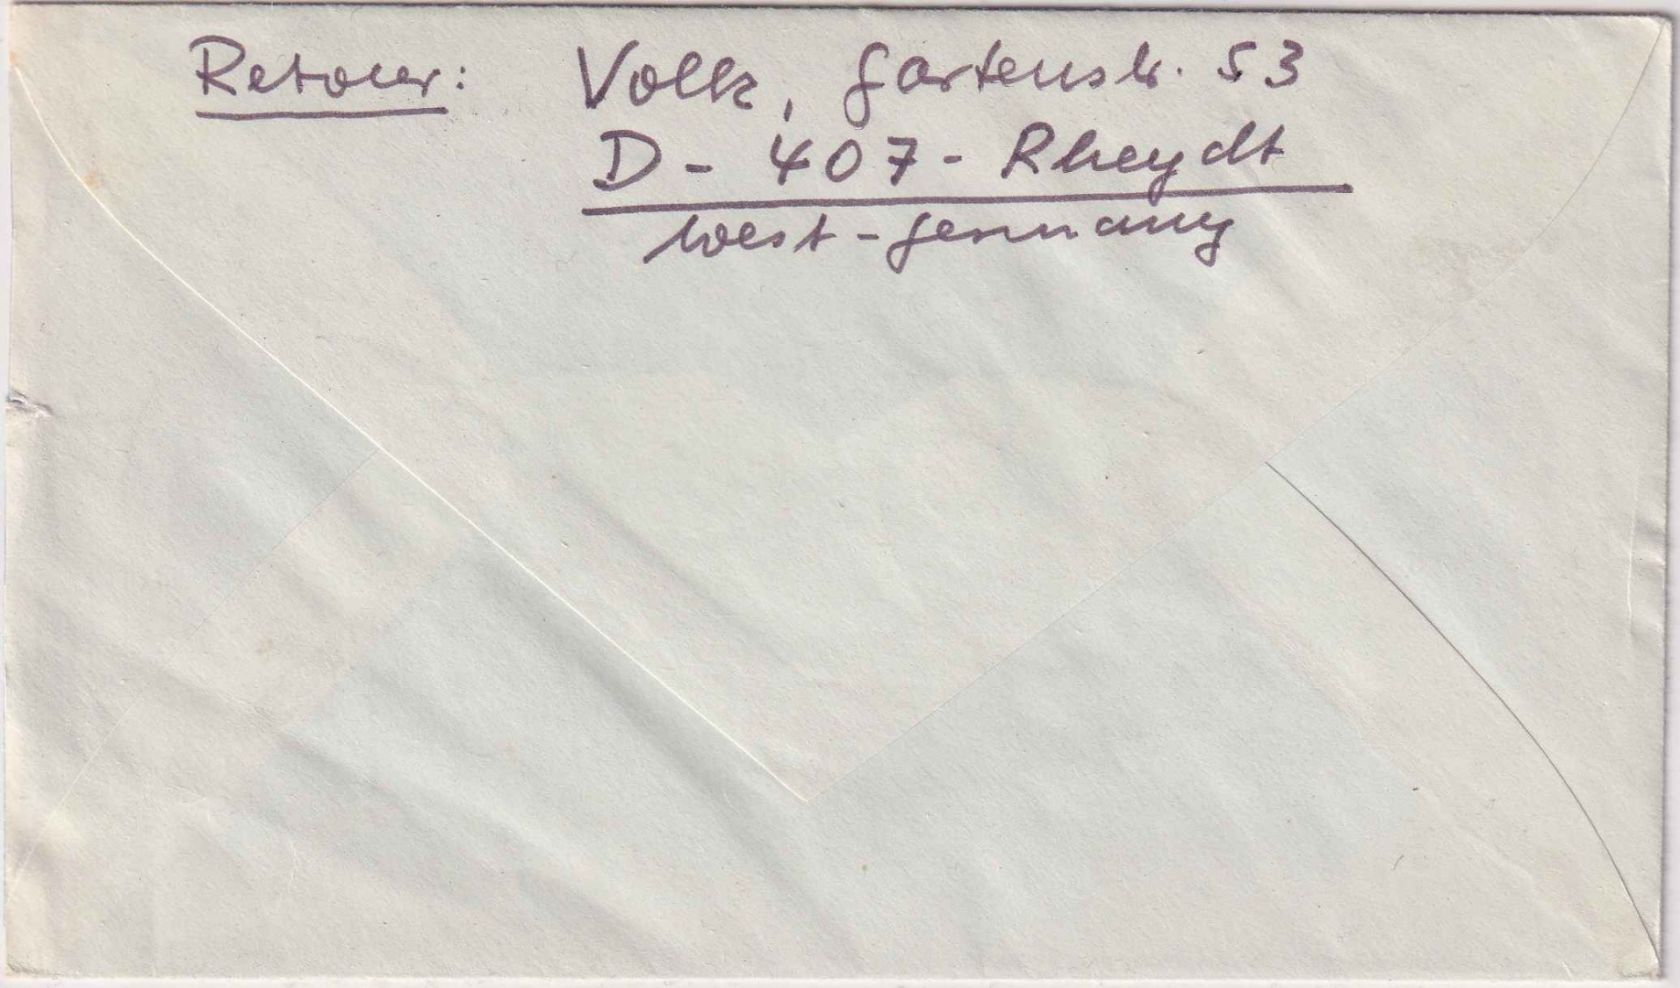 Retour: Volk, Gartenstr. 53
D - 407 - Rheydt
West-Germany